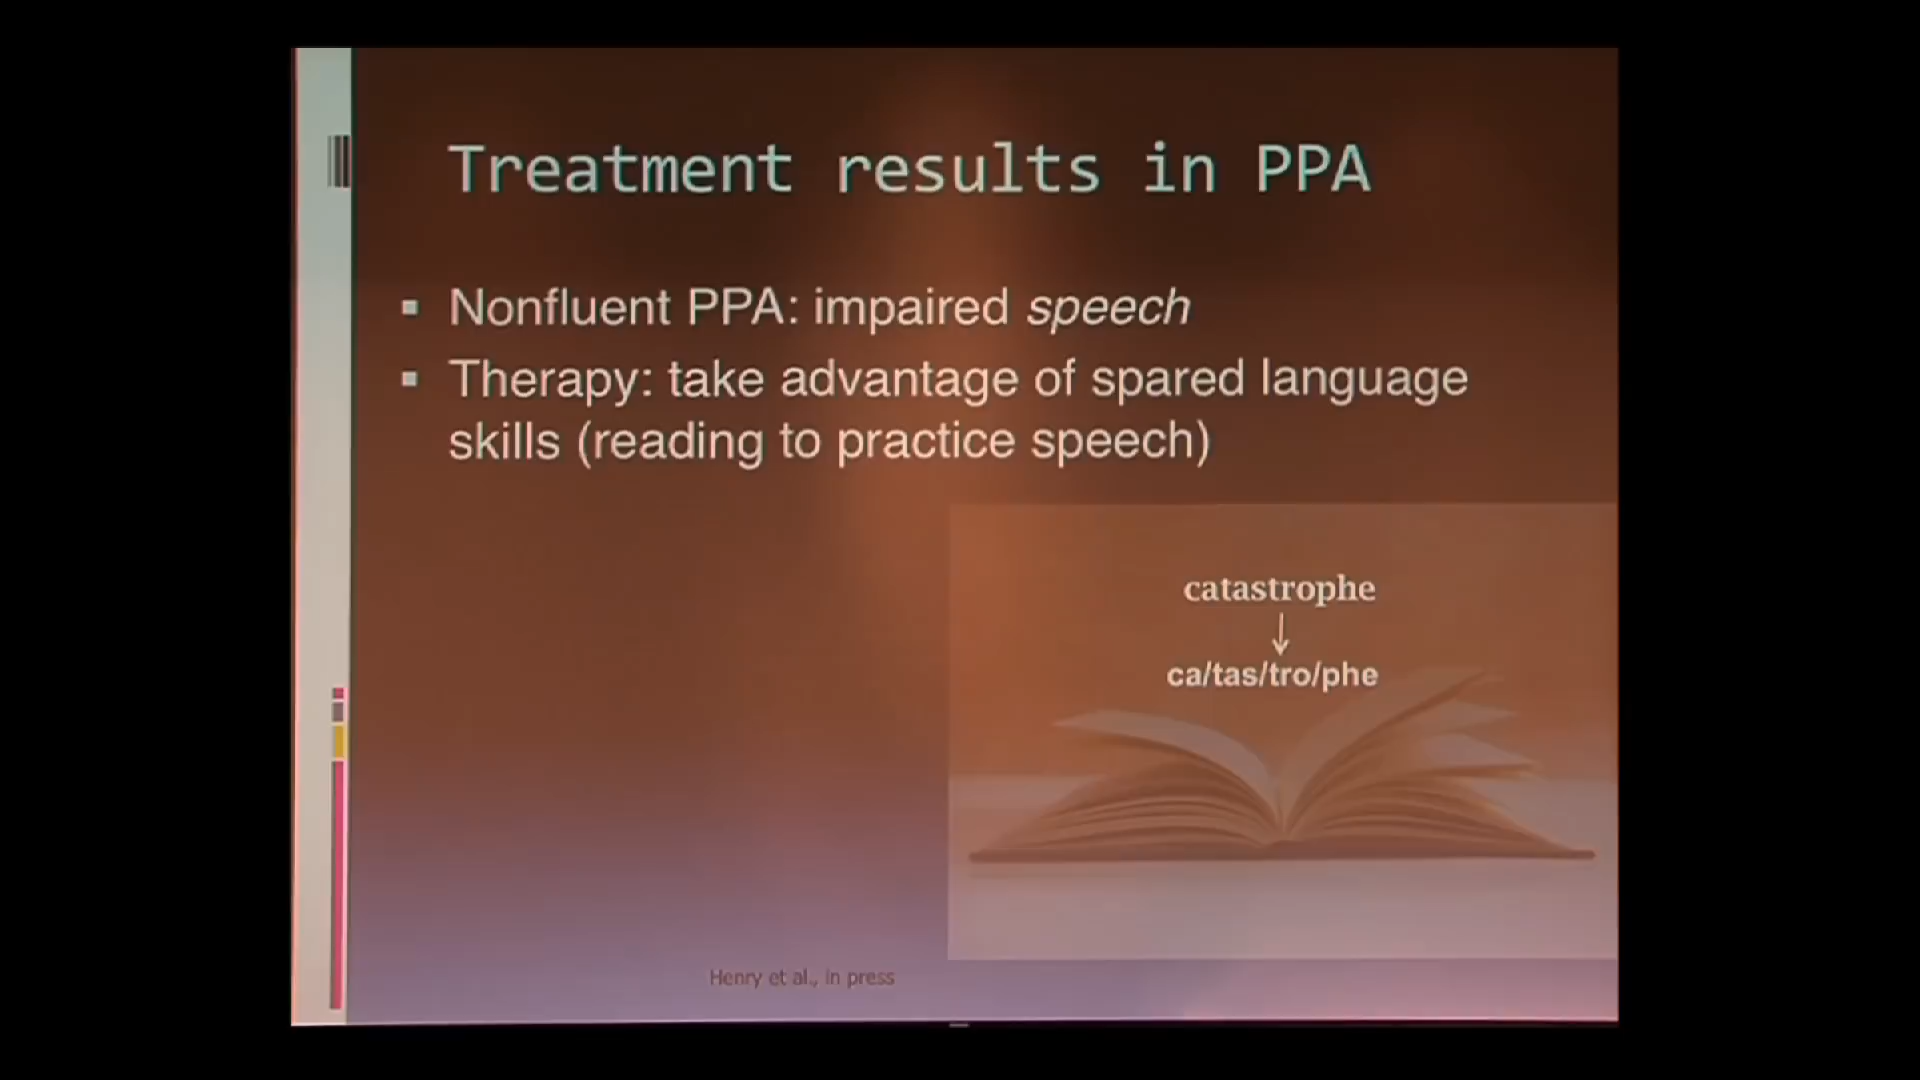 Treatment results in PPA
▪ Nonfluent PPA: impaired speech
▪ Therapy: take advantage of spared language
skills (reading to practice speech)
catastrophe
↓
ca/tas/tro/phe
Henry et al., in press